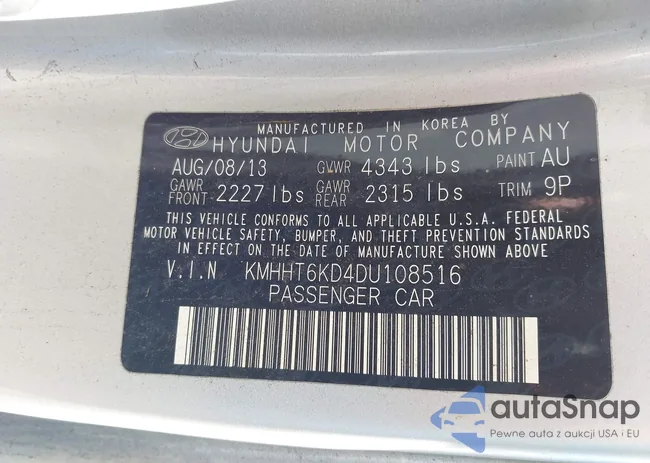 MANUFACTURED IN KOREA BY
HYUNDAI MOTOR COMPANY
AUG/08/13 GVWR 4343 lbs PAINT AU
GAWR FRONT 2227 lbs GAWR REAR 2315 lbs TRIM 9P
THIS VEHICLE CONFORMS TO ALL APPLICABLE U.S.A. FEDERAL
MOTOR VEHICLE SAFETY, BUMPER, AND THEFT PREVENTION STANDARDS
IN EFFECT ON THE DATE OF MANUFACTURE SHOWN ABOVE
V.I.N KMHHT6KD4DU108516
PASSENGER CAR
autaSnap
Pewne auta z aukcji USA i EU